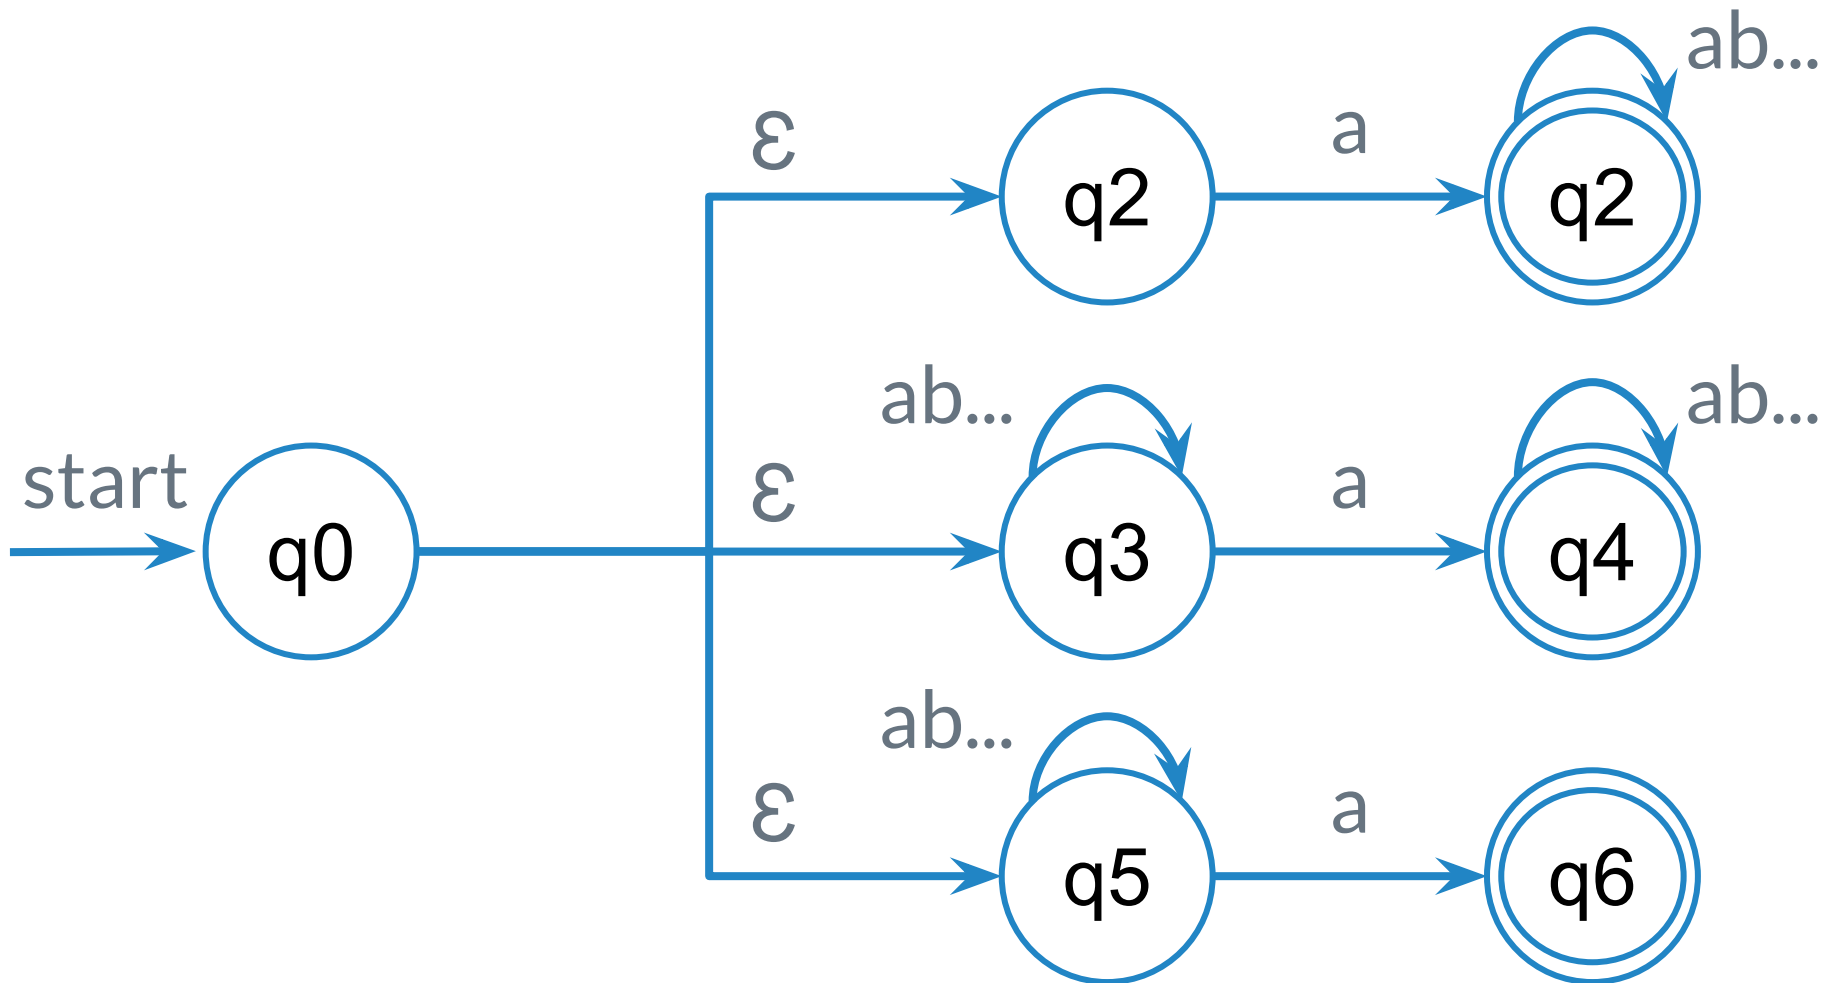 ab...
ε a
q2 q2
ab... ab...
start ε a
q0 q3 q4
ab...
ε a
q5 q6